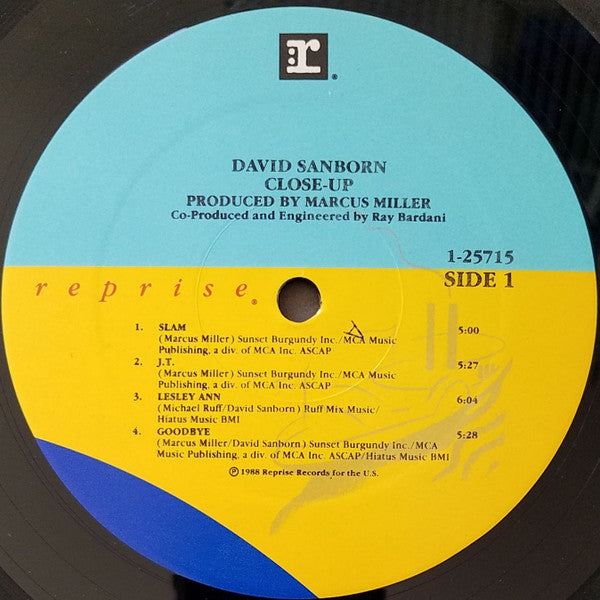 r®
DAVID SANBORN
CLOSE-UP
PRODUCED BY MARCUS MILLER
Co-Produced and Engineered by Ray Bardani
1-25715
SIDE 1
reprise®
1. SLAM 5:00
(Marcus Miller) Sunset Burgundy Inc./MCA Music
Publishing, a div. of MCA Inc. ASCAP
2. J.T. 5:27
(Marcus Miller) Sunset Burgundy Inc./MCA Music
Publishing, a div. of MCA Inc. ASCAP
3. LESLEY ANN 6:04
(Michael Ruff/David Sanborn) Ruff Mix Music/
Hiatus Music BMI
4. GOODBYE 5:28
(Marcus Miller/David Sanborn) Sunset Burgundy Inc./MCA
Music Publishing, a div. of MCA Inc. ASCAP/Hiatus Music BMI
℗ 1988 Reprise Records for the U.S.